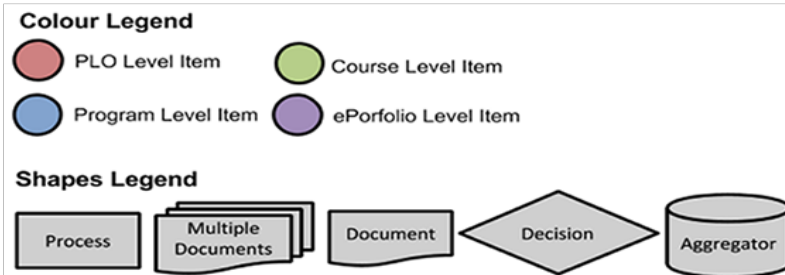 Colour Legend
PLO Level Item
Course Level Item
Program Level Item
ePorfolio Level Item
Shapes Legend
Process
Multiple
Documents
Document
Decision
Aggregator